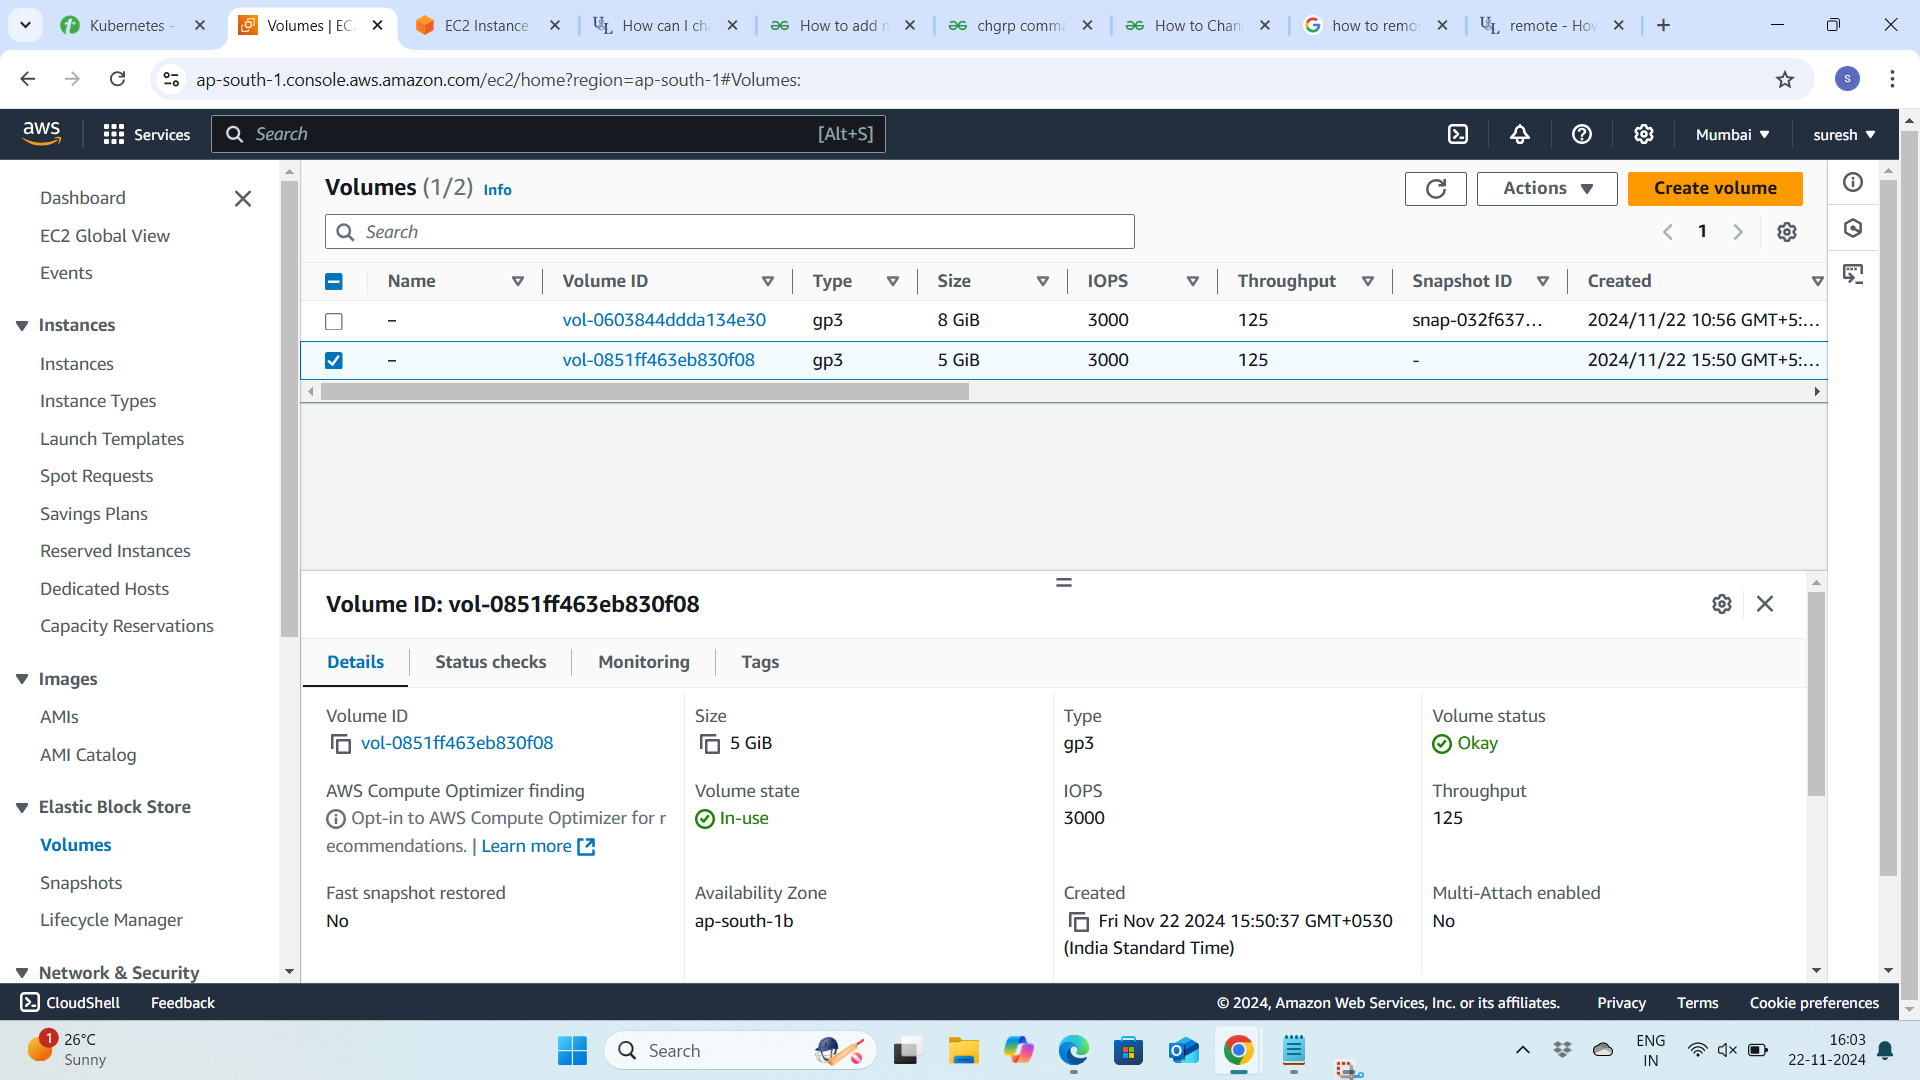 Kubernetes -
Volumes | EC
EC2 Instance
How can I ch
How to add n
chgrp comma
How to Chan
how to remo
remote - Ho
ap-south-1.console.aws.amazon.com/ec2/home?region=ap-south-1#Volumes:
S
aws
Services
Search
[Alt+S]
Mumbai
suresh
Dashboard
EC2 Global View
Events
Instances
Instances
Instance Types
Launch Templates
Spot Requests
Savings Plans
Reserved Instances
Dedicated Hosts
Capacity Reservations
Images
AMIs
AMI Catalog
Elastic Block Store
Volumes
Snapshots
Lifecycle Manager
Network & Security
Volumes (1/2) Info
Actions
Create volume
Search
1
Name Volume ID Type Size IOPS Throughput Snapshot ID Created
– vol-0603844ddda134e30 gp3 8 GiB 3000 125 snap-032f637... 2024/11/22 10:56 GMT+5:...
– vol-0851ff463eb830f08 gp3 5 GiB 3000 125 - 2024/11/22 15:50 GMT+5:...
Volume ID: vol-0851ff463eb830f08
Details Status checks Monitoring Tags
Volume ID
vol-0851ff463eb830f08
Size
5 GiB
Type
gp3
Volume status
Okay
AWS Compute Optimizer finding
Opt-in to AWS Compute Optimizer for r
ecommendations. | Learn more
Volume state
In-use
IOPS
3000
Throughput
125
Fast snapshot restored
No
Availability Zone
ap-south-1b
Created
Fri Nov 22 2024 15:50:37 GMT+0530
(India Standard Time)
Multi-Attach enabled
No
CloudShell Feedback
© 2024, Amazon Web Services, Inc. or its affiliates. Privacy Terms Cookie preferences
1
26°C
Sunny
Search
ENG
IN
16:03
22-11-2024